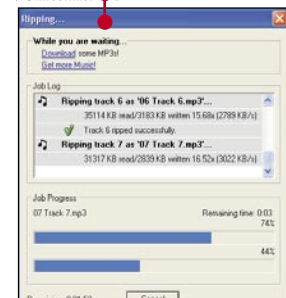 Ripping...
While you are waiting...
Download some MP3s!
Get more Music!
Job Log
Ripping track 6 as '06 Track 6.mp3'...
35114 KB read/3183 KB written 15.68x (2789 KB/s)
Track 6 ripped successfully.
Ripping track 7 as '07 Track 7.mp3'...
31317 KB read/2839 KB written 16.52x (3022 KB/s)
Job Progress
07 Track 7.mp3 Remaining time: 0:03
74%
44%
Cancel